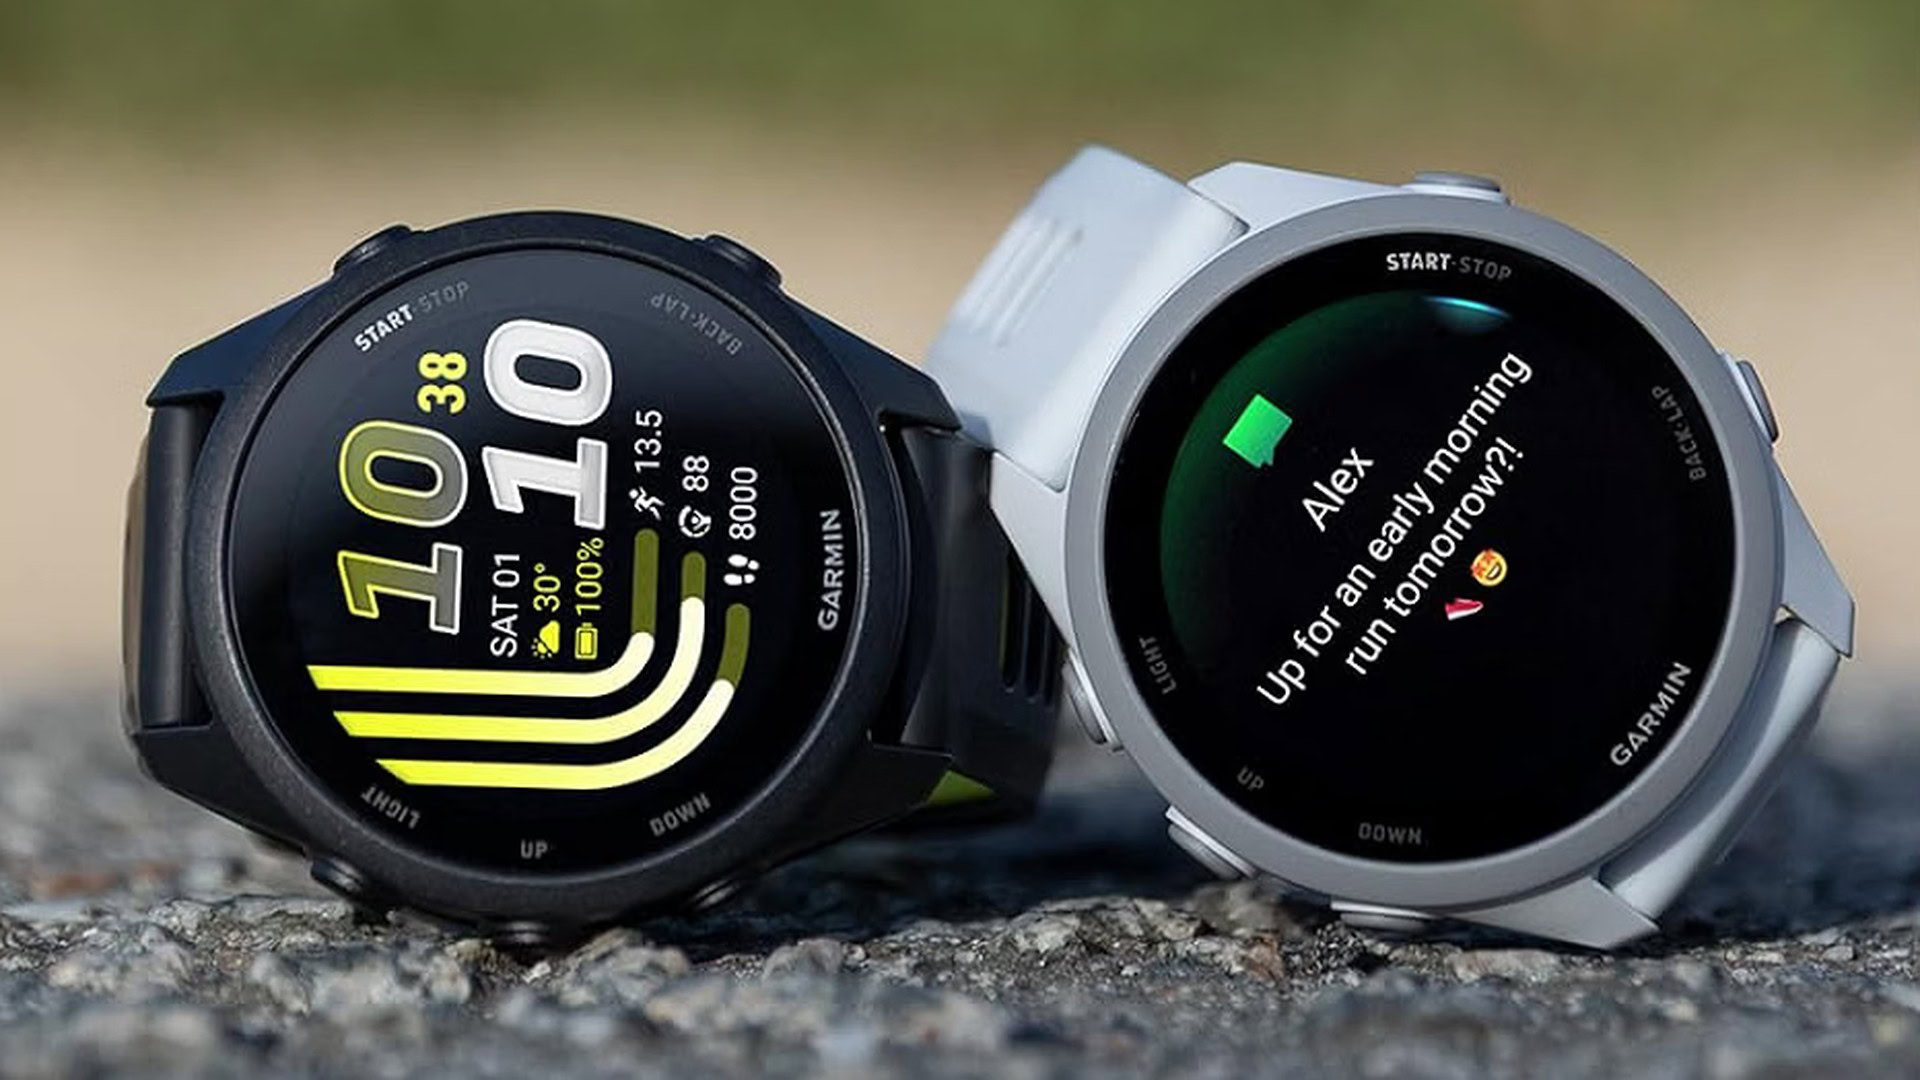 START·STOP
BACK·LAP
10
38
10
SAT 01
30°
100%
13.5
88
8000
GARMIN
LIGHT
UP
DOWN
START·STOP
BACK·LAP
Alex
Up for an early morning
run tomorrow?!
GARMIN
LIGHT
UP
DOWN